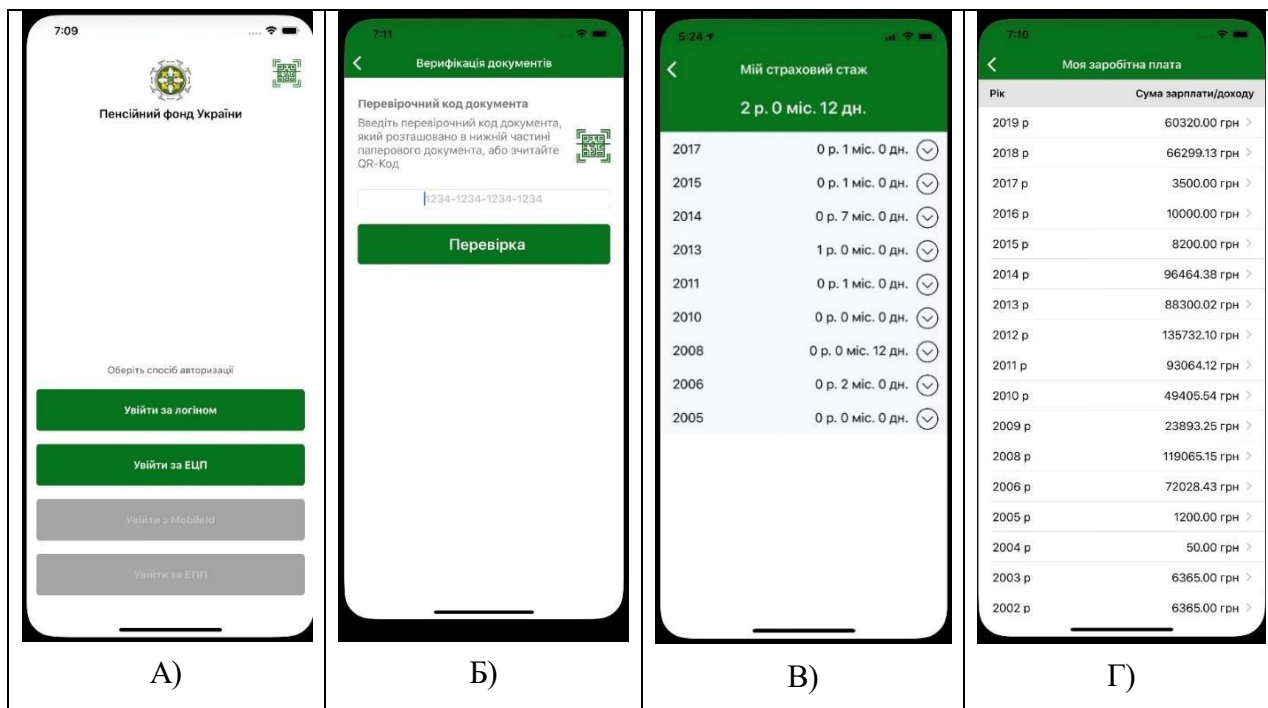 7:09
Пенсійний фонд України
Оберіть спосіб авторизації
Увійти за логіном
Увійти за ЕЦП
Увійти з MobileId
Увійти за ЕПП
А)
7:11
Верифікація документів
Перевірочний код документа
Введіть перевірочний код документа,
який розташовано в нижній частині
паперового документа, або зчитайте
QR-Код
1234-1234-1234-1234
Перевірка
Б)
5:24
Мій страховий стаж
2 р. 0 міс. 12 дн.
2017 0 р. 1 міс. 0 дн.
2015 0 р. 1 міс. 0 дн.
2014 0 р. 7 міс. 0 дн.
2013 1 р. 0 міс. 0 дн.
2011 0 р. 1 міс. 0 дн.
2010 0 р. 0 міс. 0 дн.
2008 0 р. 0 міс. 12 дн.
2006 0 р. 2 міс. 0 дн.
2005 0 р. 0 міс. 0 дн.
В)
7:10
Моя заробітна плата
Рік Сума зарплати/доходу
2019 р 60320.00 грн
2018 р 66299.13 грн
2017 р 3500.00 грн
2016 р 10000.00 грн
2015 р 8200.00 грн
2014 р 96464.38 грн
2013 р 88300.02 грн
2012 р 135732.10 грн
2011 р 93064.12 грн
2010 р 49405.54 грн
2009 р 23893.25 грн
2008 р 119065.15 грн
2006 р 72028.43 грн
2005 р 1200.00 грн
2004 р 50.00 грн
2003 р 6365.00 грн
2002 р 6365.00 грн
Г)